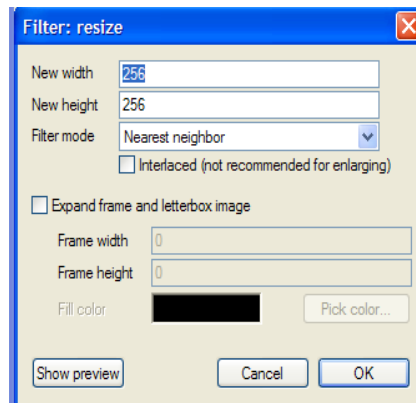 Filter: resize
New width 256
New height 256
Filter mode Nearest neighbor
Interlaced (not recommended for enlarging)
Expand frame and letterbox image
Frame width 0
Frame height 0
Fill color Pick color...
Show preview Cancel OK